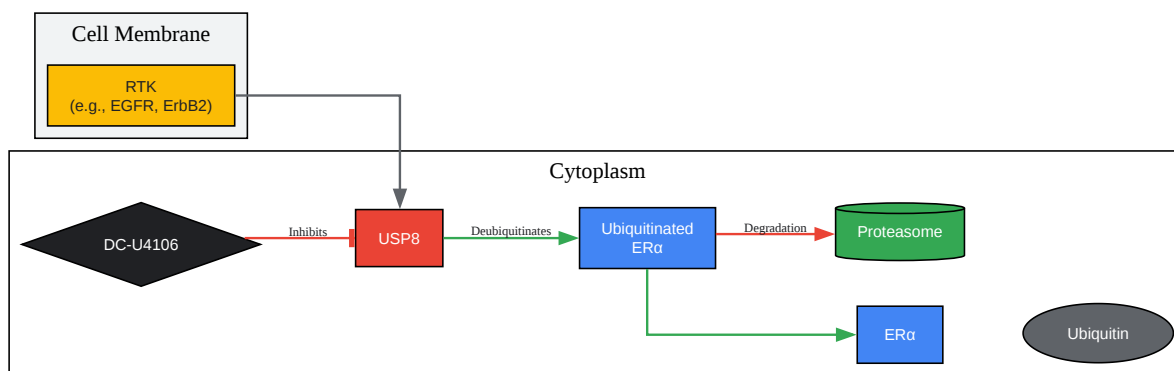 Cell Membrane
RTK
(e.g., EGFR, ErbB2)
Cytoplasm
DC-U4106
Inhibits
USP8
Deubiquitinates
Ubiquitinated
ERα
Degradation
Proteasome
ERα
Ubiquitin